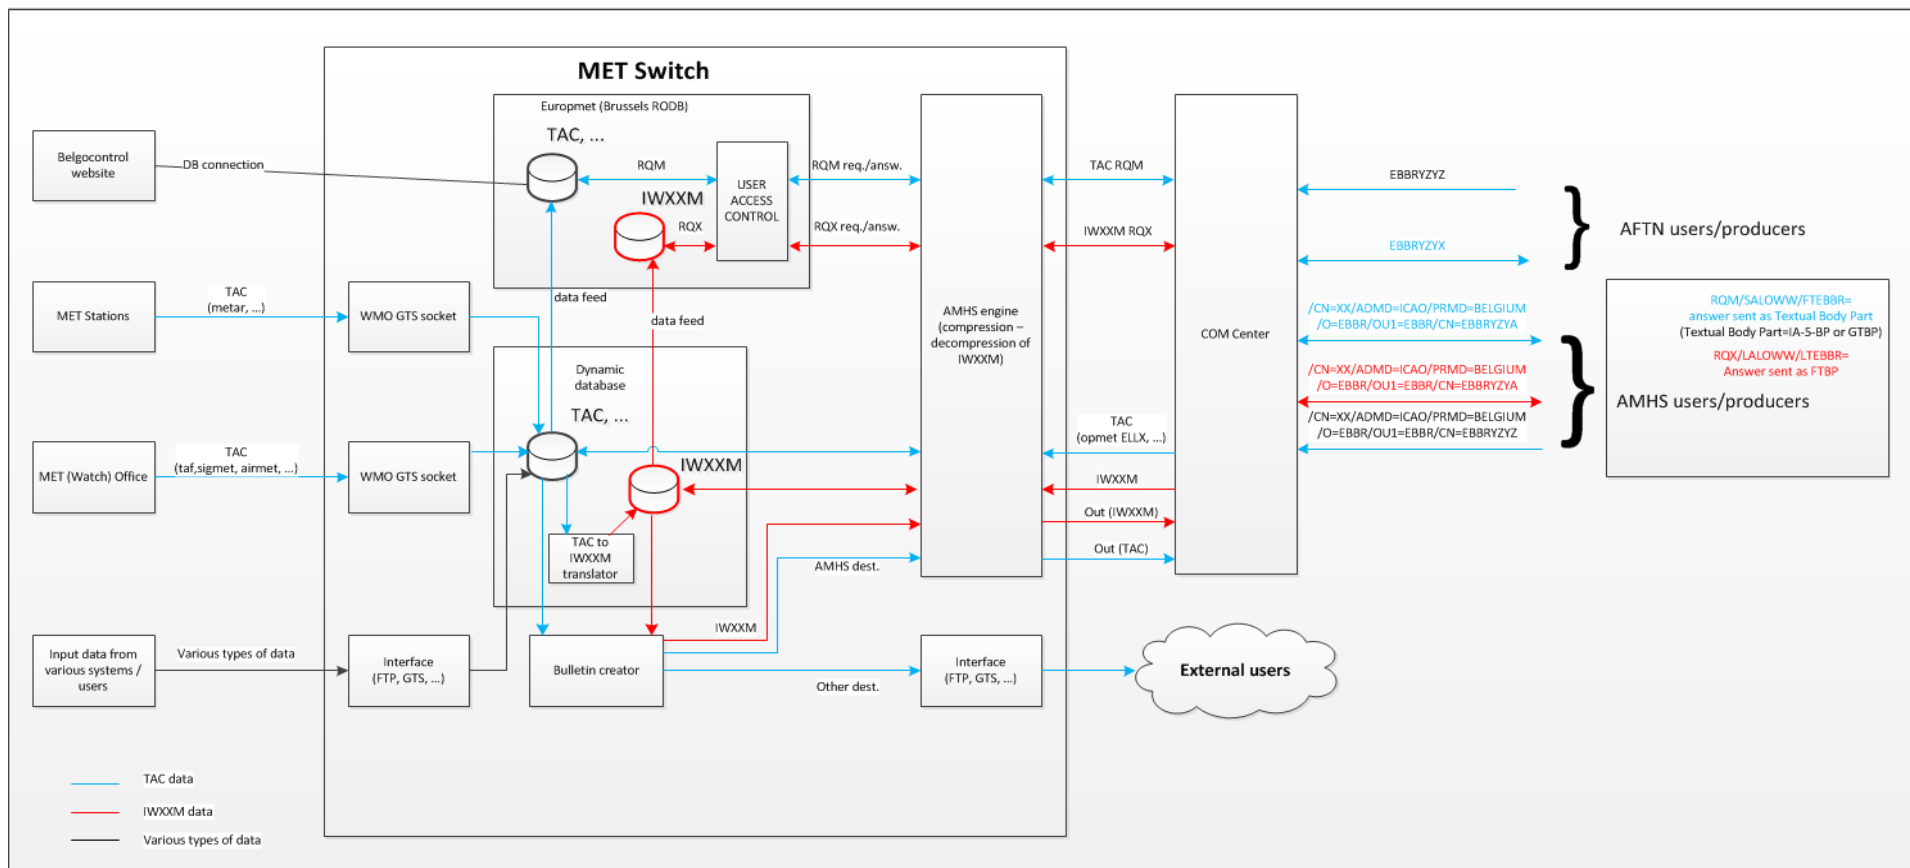 MET Switch
Europmet (Brussels RODB)
TAC, ...
Belgocontrol
website
DB connection
RQM
USER
ACCESS
CONTROL
IWXXM
RQX
RQM req./answ.
RQX req./answ.
TAC RQM
IWXXM RQX
EBBRYZYZ
EBBRYZYX
AFTN users/producers
MET Stations
TAC
(metar, ...)
WMO GTS socket
data feed
data feed
AMHS engine
(compression –
decompression of
IWXXM)
COM Center
/CN=XX/ADMD=ICAO/PRMD=BELGIUM
/O=EBBR/OU1=EBBR/CN=EBBRYZYA
/CN=XX/ADMD=ICAO/PRMD=BELGIUM
/O=EBBR/OU1=EBBR/CN=EBBRYZYA
/CN=XX/ADMD=ICAO/PRMD=BELGIUM
/O=EBBR/OU1=EBBR/CN=EBBRYZYZ
RQM/SALOWW/FTEBBR=
answer sent as Textual Body Part
(Textual Body Part=IA-5-BP or GTBP)
RQX/LALOWW/LTEBBR=
Answer sent as FTBP
AMHS users/producers
Dynamic
database
TAC, ...
MET (Watch) Office
TAC
(taf,sigmet, airmet, ...)
WMO GTS socket
IWXXM
TAC to
IWXXM
translator
TAC
(opmet ELLX, ...)
IWXXM
Out (IWXXM)
Out (TAC)
AMHS dest.
IWXXM
Input data from
various systems /
users
Various types of data
Interface
(FTP, GTS, ...)
Bulletin creator
Other dest.
Interface
(FTP, GTS, ...)
External users
TAC data
IWXXM data
Various types of data